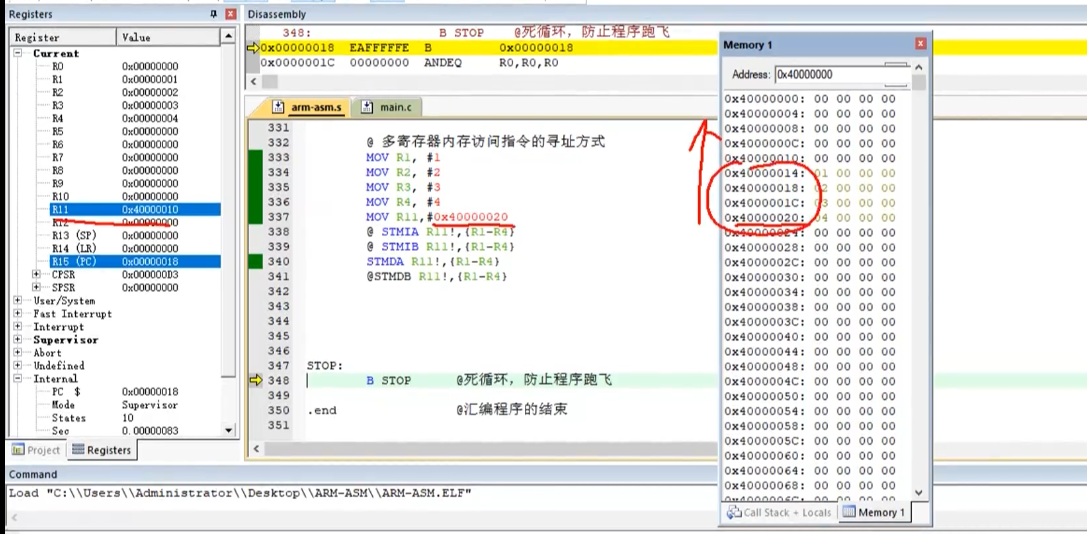 Registers
Register Value
Current
R0 0x00000000
R1 0x00000001
R2 0x00000002
R3 0x00000003
R4 0x00000004
R5 0x00000000
R6 0x00000000
R7 0x00000000
R8 0x00000000
R9 0x00000000
R10 0x00000000
R11 0x40000010
R12 0x00000000
R13 (SP) 0x00000000
R14 (LR) 0x00000000
R15 (PC) 0x00000018
CPSR 0x000000D3
SPSR 0x00000000
User/System
Fast Interrupt
Interrupt
Supervisor
Abort
Undefined
Internal
PC $ 0x00000018
Mode Supervisor
States 10
Sec 0.00000083
Project Registers
Disassembly
348: B STOP @死循环，防止程序跑飞
0x00000018 EAFFFFFE B 0x00000018
0x0000001C 00000000 ANDEQ R0,R0,R0
arm-asm.s main.c
331
332 @ 多寄存器内存访问指令的寻址方式
333 MOV R1, #1
334 MOV R2, #2
335 MOV R3, #3
336 MOV R4, #4
337 MOV R11,#0x40000020
338 @ STMIA R11!,{R1-R4}
339 @ STMIB R11!,{R1-R4}
340 STMDA R11!,{R1-R4}
341 @STMDB R11!,{R1-R4}
342
343
344
345
346
347 STOP:
348 B STOP @死循环，防止程序跑飞
349
350 .end @汇编程序的结束
351
Memory 1
Address: 0x40000000
0x40000000: 00 00 00 00
0x40000004: 00 00 00 00
0x40000008: 00 00 00 00
0x4000000C: 00 00 00 00
0x40000010: 00 00 00 00
0x40000014: 01 00 00 00
0x40000018: 02 00 00 00
0x4000001C: 03 00 00 00
0x40000020: 04 00 00 00
0x40000024: 00 00 00 00
0x40000028: 00 00 00 00
0x4000002C: 00 00 00 00
0x40000030: 00 00 00 00
0x40000034: 00 00 00 00
0x40000038: 00 00 00 00
0x4000003C: 00 00 00 00
0x40000040: 00 00 00 00
0x40000044: 00 00 00 00
0x40000048: 00 00 00 00
0x4000004C: 00 00 00 00
0x40000050: 00 00 00 00
0x40000054: 00 00 00 00
0x40000058: 00 00 00 00
0x4000005C: 00 00 00 00
0x40000060: 00 00 00 00
0x40000064: 00 00 00 00
0x40000068: 00 00 00 00
0x4000006C: 00 00 00 00
Call Stack + Locals Memory 1
Command
Load "C:\\Users\\Administrator\\Desktop\\ARM-ASM\\ARM-ASM.ELF"